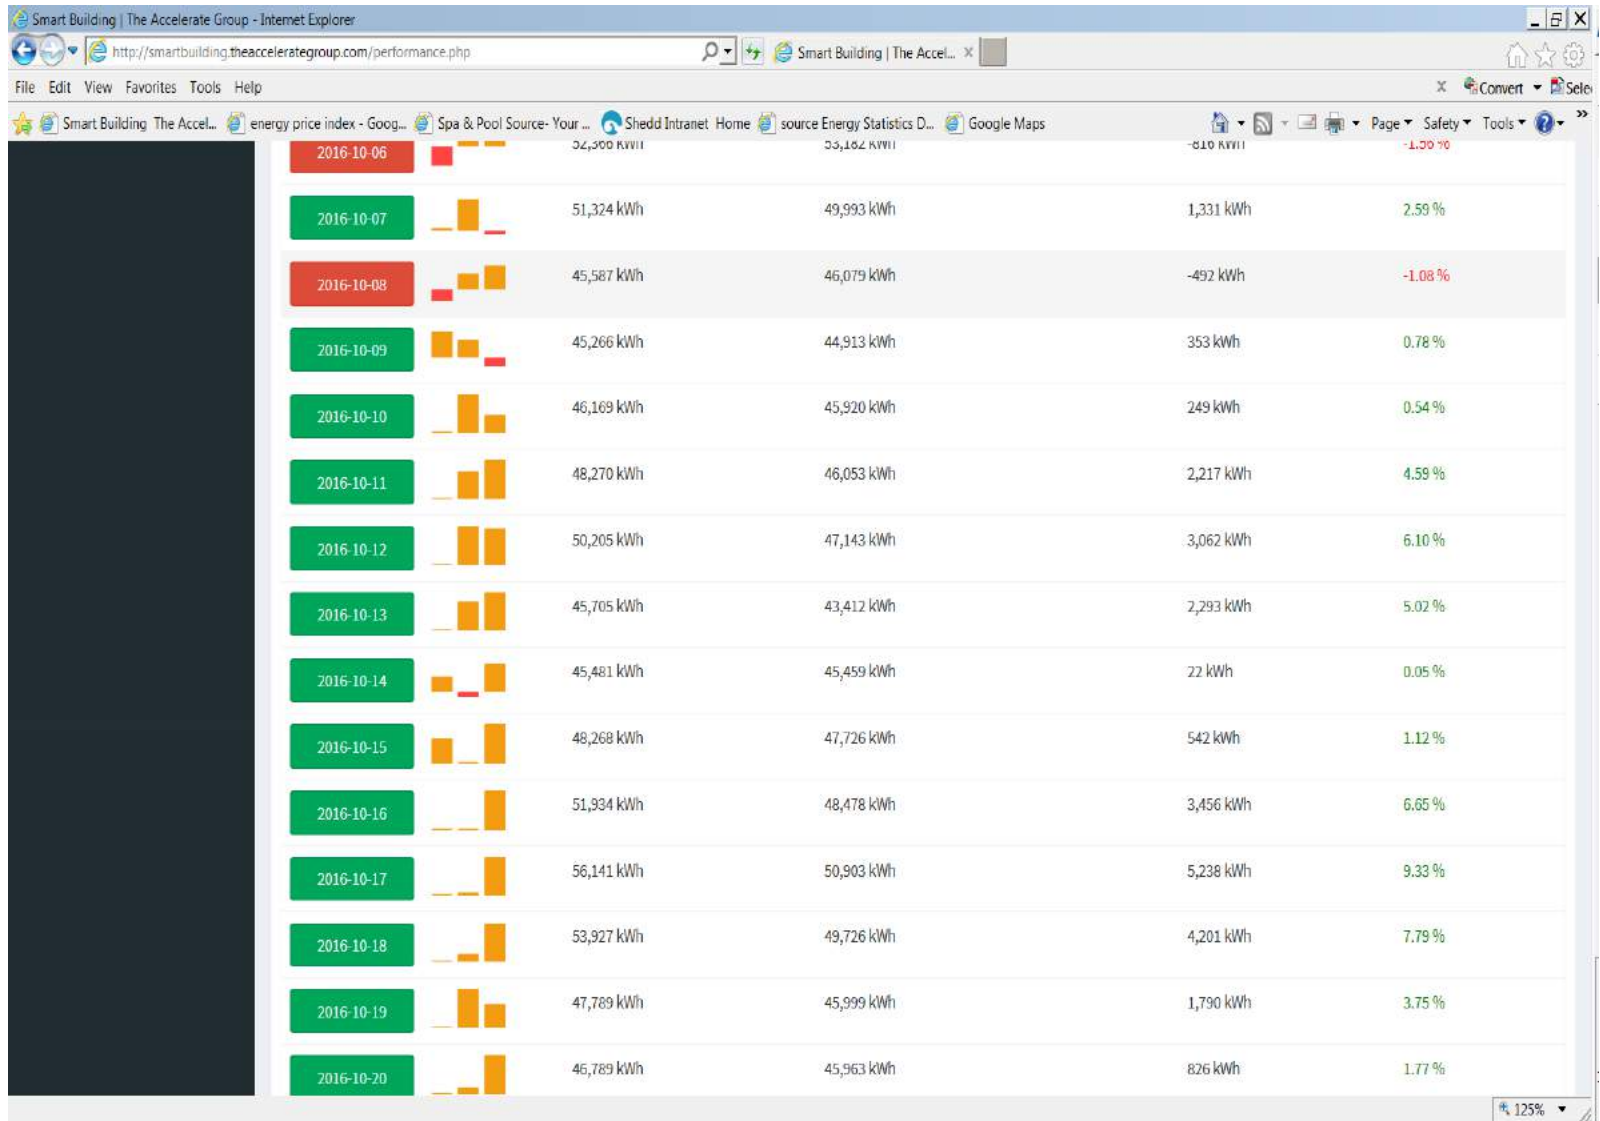 Smart Building | The Accelerate Group - Internet Explorer
http://smartbuilding.theaccelerategroup.com/performance.php Smart Building | The Accel... X
File Edit View Favorites Tools Help X Convert
Smart Building The Accel... energy price index - Goog... Spa & Pool Source- Your ... Shedd Intranet Home source Energy Statistics D... Google Maps Page Safety Tools »
2016-10-06 52,366 kWh 53,182 kWh -816 kWh -1.56 %
2016-10-07 51,324 kWh 49,993 kWh 1,331 kWh 2.59 %
2016-10-08 45,587 kWh 46,079 kWh -492 kWh -1.08 %
2016-10-09 45,266 kWh 44,913 kWh 353 kWh 0.78 %
2016-10-10 46,169 kWh 45,920 kWh 249 kWh 0.54 %
2016-10-11 48,270 kWh 46,053 kWh 2,217 kWh 4.59 %
2016-10-12 50,205 kWh 47,143 kWh 3,062 kWh 6.10 %
2016-10-13 45,705 kWh 43,412 kWh 2,293 kWh 5.02 %
2016-10-14 45,481 kWh 45,459 kWh 22 kWh 0.05 %
2016-10-15 48,268 kWh 47,726 kWh 542 kWh 1.12 %
2016-10-16 51,934 kWh 48,478 kWh 3,456 kWh 6.65 %
2016-10-17 56,141 kWh 50,903 kWh 5,238 kWh 9.33 %
2016-10-18 53,927 kWh 49,726 kWh 4,201 kWh 7.79 %
2016-10-19 47,789 kWh 45,999 kWh 1,790 kWh 3.75 %
2016-10-20 46,789 kWh 45,963 kWh 826 kWh 1.77 %
125%